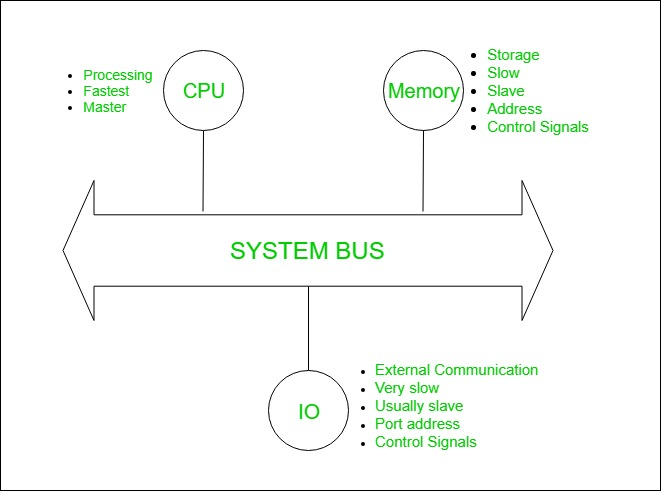 Processing
Fastest
Master
CPU
Memory
Storage
Slow
Slave
Address
Control Signals
SYSTEM BUS
IO
External Communication
Very slow
Usually slave
Port address
Control Signals